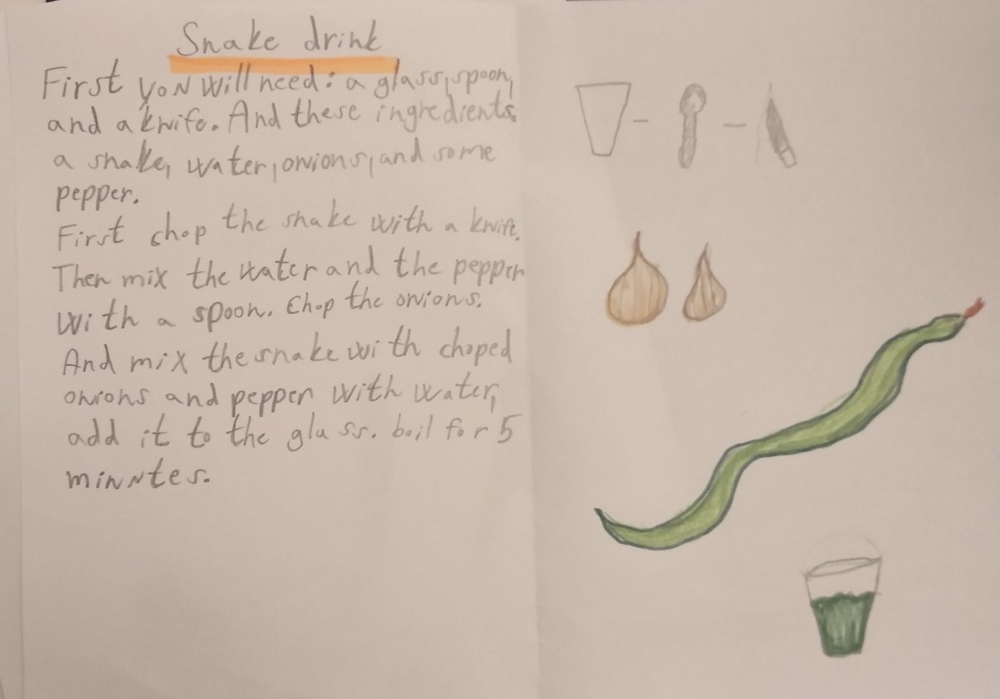 Snake drink
First you will need: a glass, spoon,
and a knife. And these ingredients:
a snake, water, onions, and some
pepper.
First chop the snake with a knife.
Then mix the water and the pepper
with a spoon. Chop the onions.
And mix the snake with choped
onions and pepper with water,
add it to the glass. boil for 5
minutes.